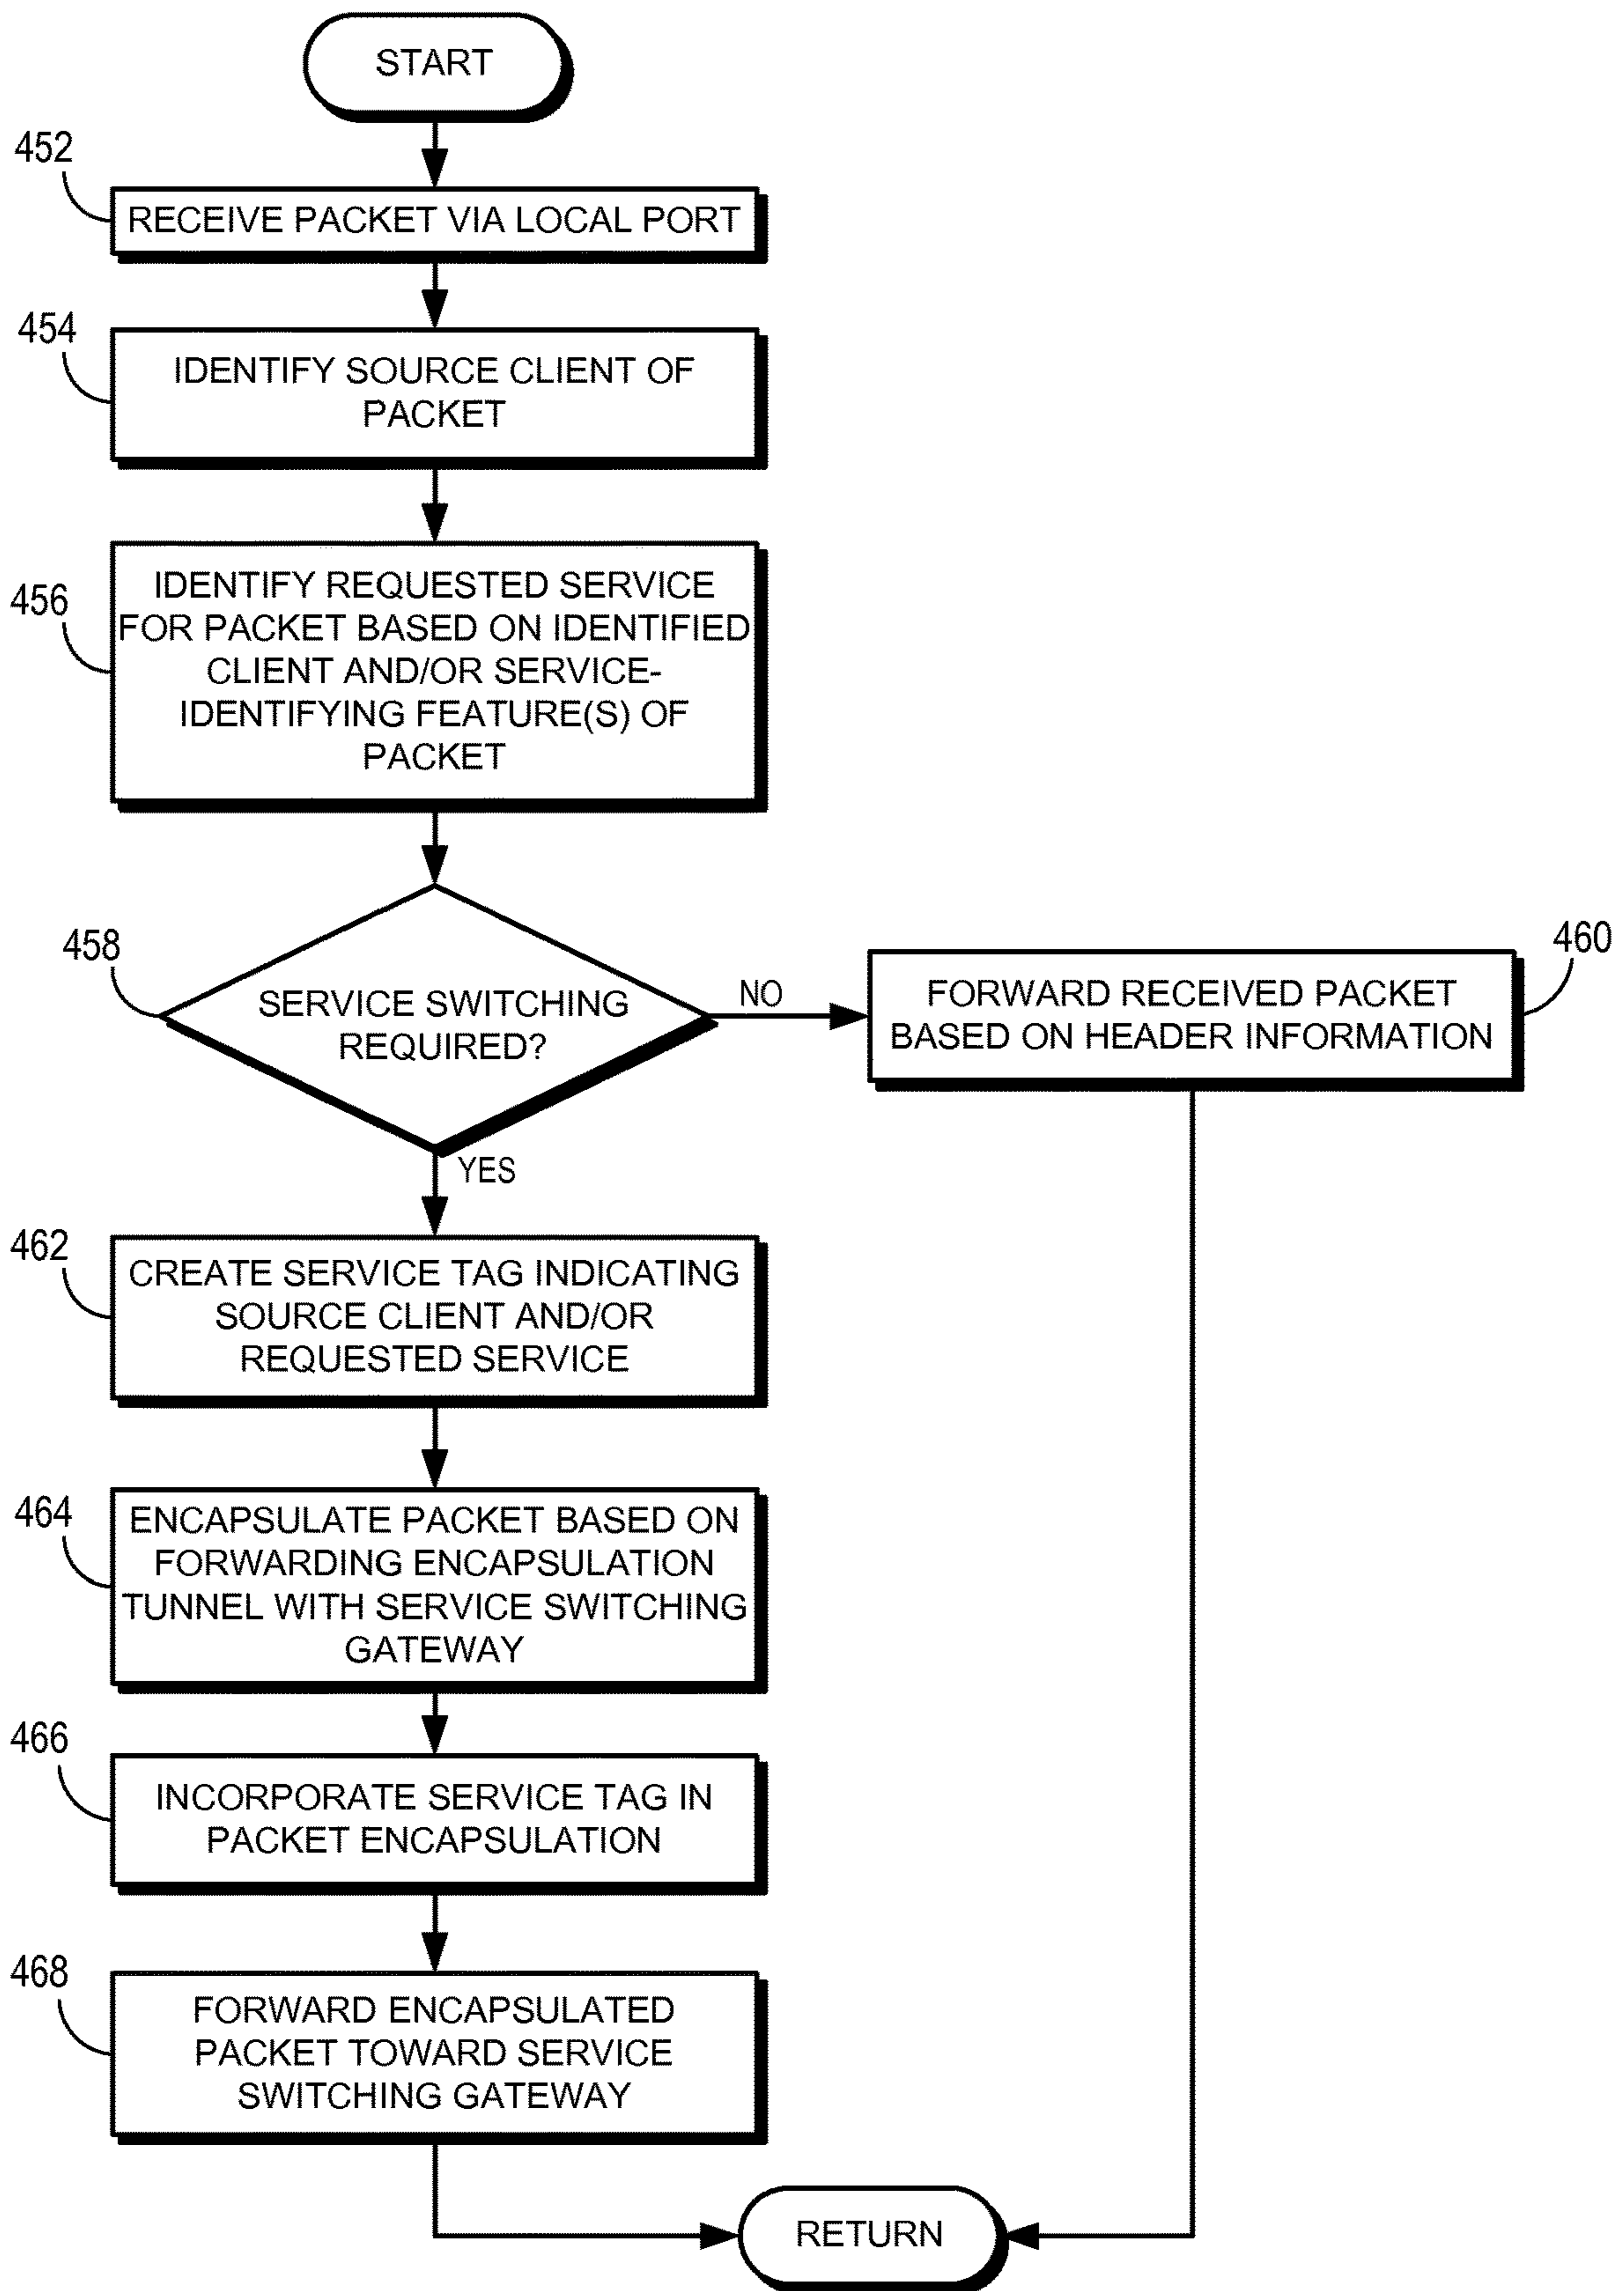 START
452
RECEIVE PACKET VIA LOCAL PORT
454
IDENTIFY SOURCE CLIENT OF
PACKET
456
IDENTIFY REQUESTED SERVICE
FOR PACKET BASED ON IDENTIFIED
CLIENT AND/OR SERVICE-
IDENTIFYING FEATURE(S) OF
PACKET
458
SERVICE SWITCHING
REQUIRED?
NO
460
FORWARD RECEIVED PACKET
BASED ON HEADER INFORMATION
YES
462
CREATE SERVICE TAG INDICATING
SOURCE CLIENT AND/OR
REQUESTED SERVICE
464
ENCAPSULATE PACKET BASED ON
FORWARDING ENCAPSULATION
TUNNEL WITH SERVICE SWITCHING
GATEWAY
466
INCORPORATE SERVICE TAG IN
PACKET ENCAPSULATION
468
FORWARD ENCAPSULATED
PACKET TOWARD SERVICE
SWITCHING GATEWAY
RETURN